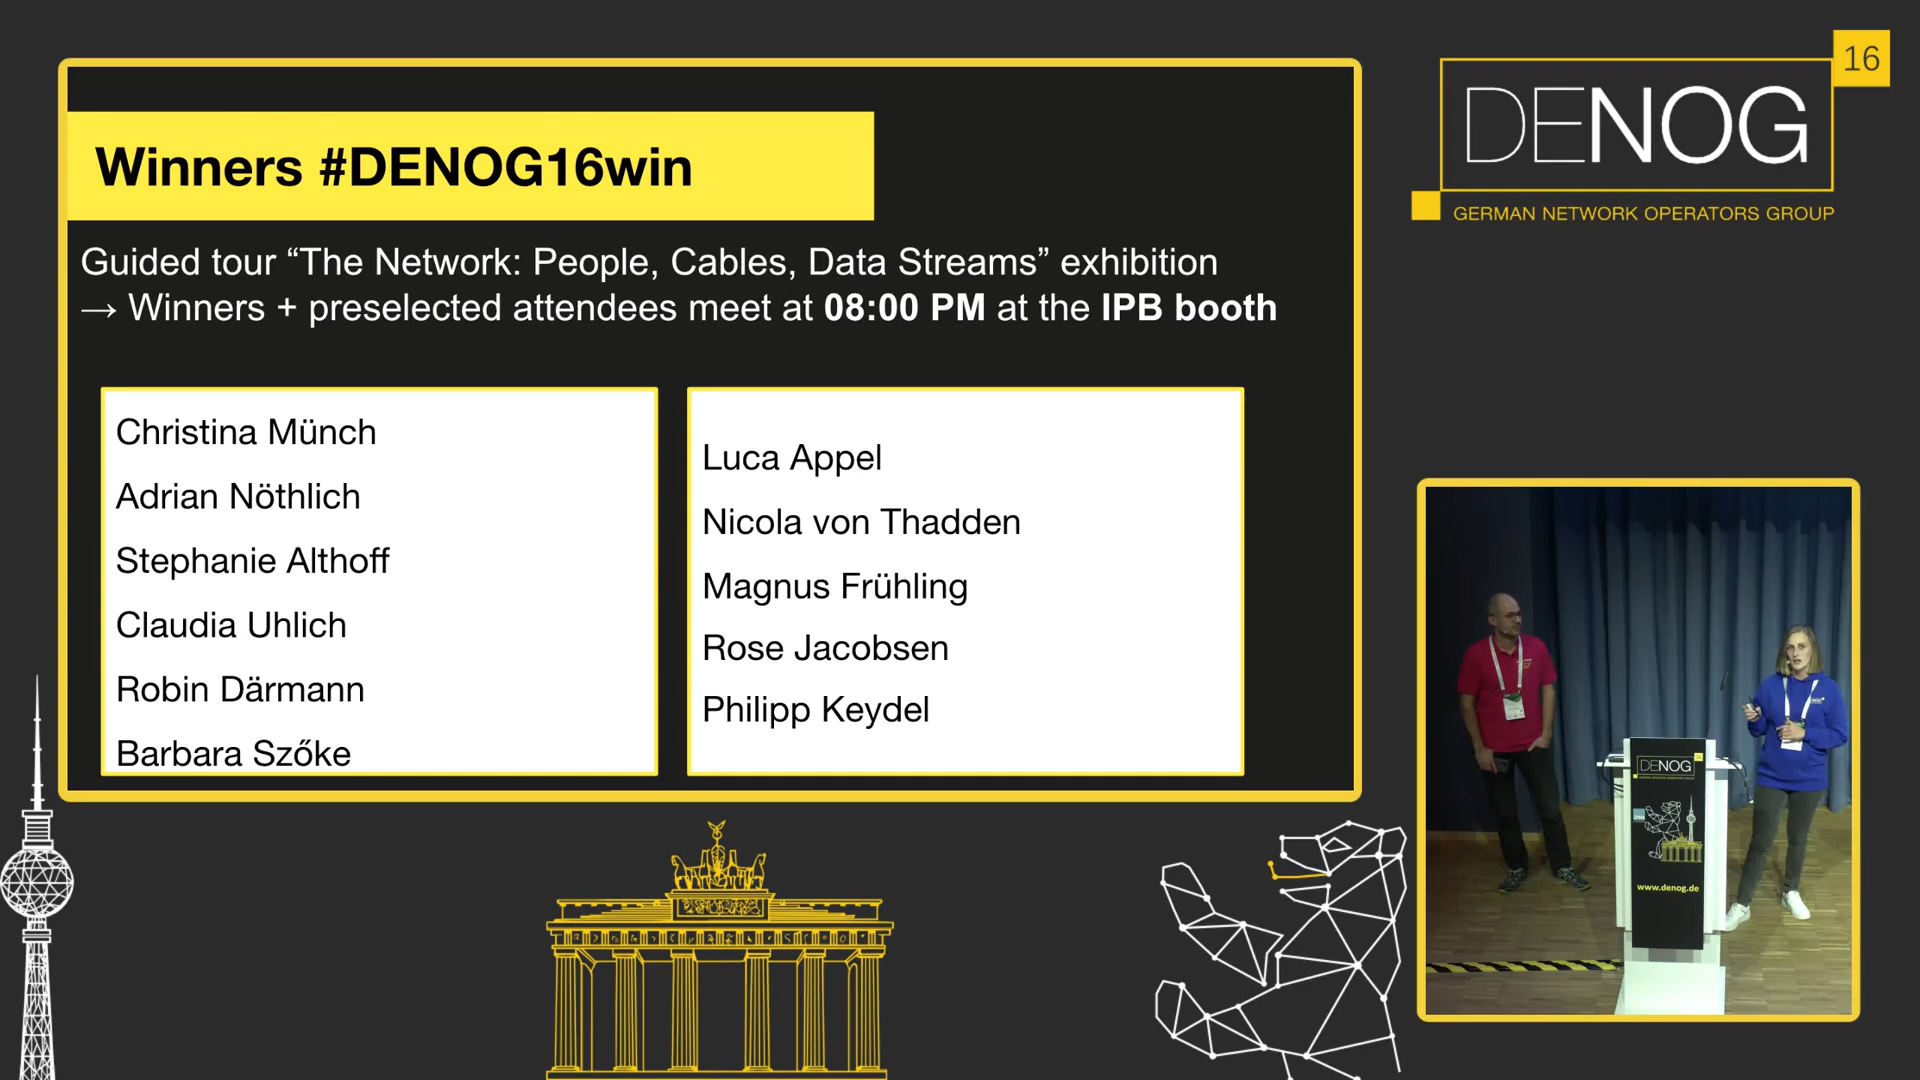 Winners #DENOG16win
Guided tour “The Network: People, Cables, Data Streams” exhibition
→ Winners + preselected attendees meet at 08:00 PM at the IPB booth
Christina Münch
Adrian Nöthlich
Stephanie Althoff
Claudia Uhlich
Robin Därmann
Barbara Szőke
Luca Appel
Nicola von Thadden
Magnus Frühling
Rose Jacobsen
Philipp Keydel
16
DENOG
GERMAN NETWORK OPERATORS GROUP
DENOG
www.denog.de